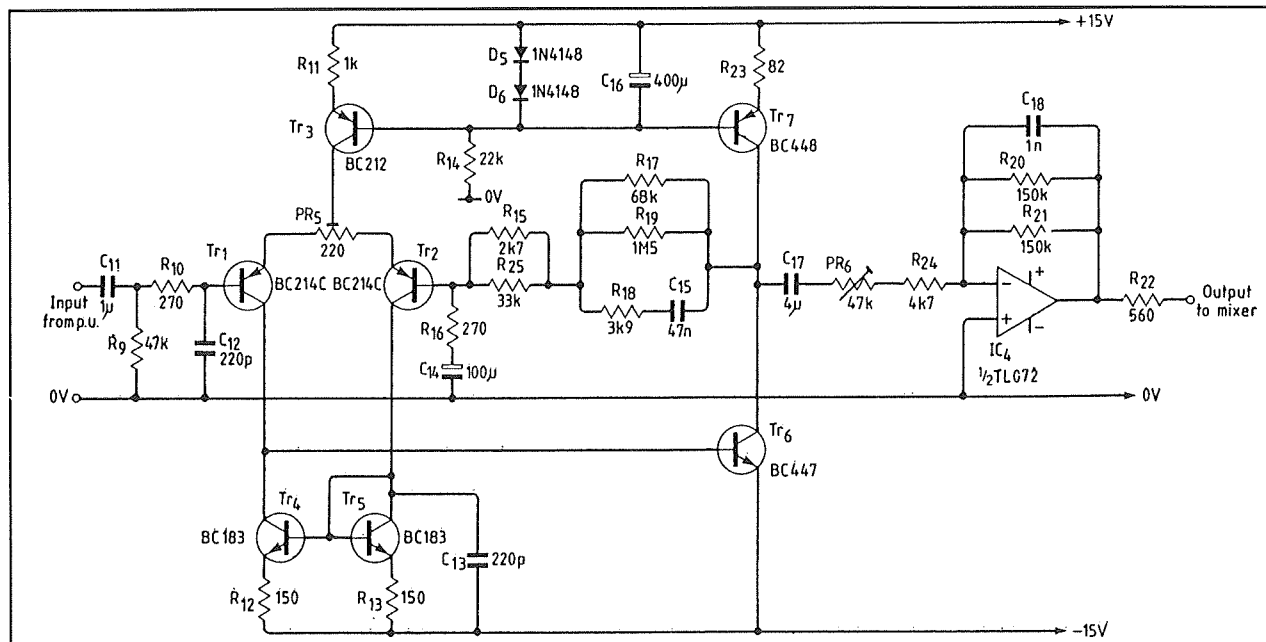 +15V
R11
1k
D5
1N4148
D6
1N4148
C16
400µ
R23
82
Tr3
BC212
R14
22k
0V
Tr7
BC448
C18
1n
R20
150k
R21
150k
R17
68k
R19
1M5
R18
3k9
C15
47n
PR5
220
R15
2k7
R25
33k
Tr1
BC214C
Tr2
BC214C
C11
1µ
R10
270
Input
from p.u.
R9
47k
C12
220p
R16
270
C14
100µ
C17
4µ
PR6
47k
R24
4k7
-
+
+
-
IC4
½TL072
R22
560
Output
to mixer
0V
0V
Tr6
BC447
Tr4
BC183
Tr5
BC183
C13
220p
R12
150
R13
150
-15V